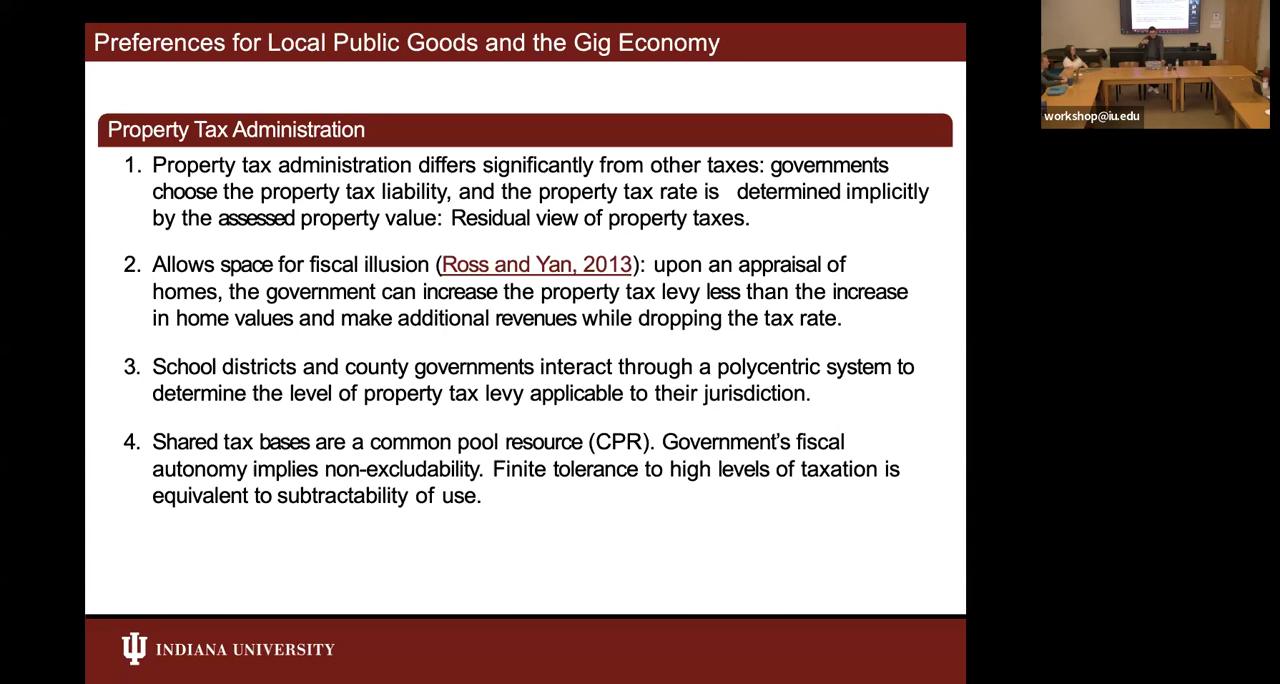 Preferences for Local Public Goods and the Gig Economy
workshop@iu.edu
Property Tax Administration
1. Property tax administration differs significantly from other taxes: governments
choose the property tax liability, and the property tax rate is determined implicitly
by the assessed property value: Residual view of property taxes.
2. Allows space for fiscal illusion (Ross and Yan, 2013): upon an appraisal of
homes, the government can increase the property tax levy less than the increase
in home values and make additional revenues while dropping the tax rate.
3. School districts and county governments interact through a polycentric system to
determine the level of property tax levy applicable to their jurisdiction.
4. Shared tax bases are a common pool resource (CPR). Government's fiscal
autonomy implies non-excludability. Finite tolerance to high levels of taxation is
equivalent to subtractability of use.
INDIANA UNIVERSITY